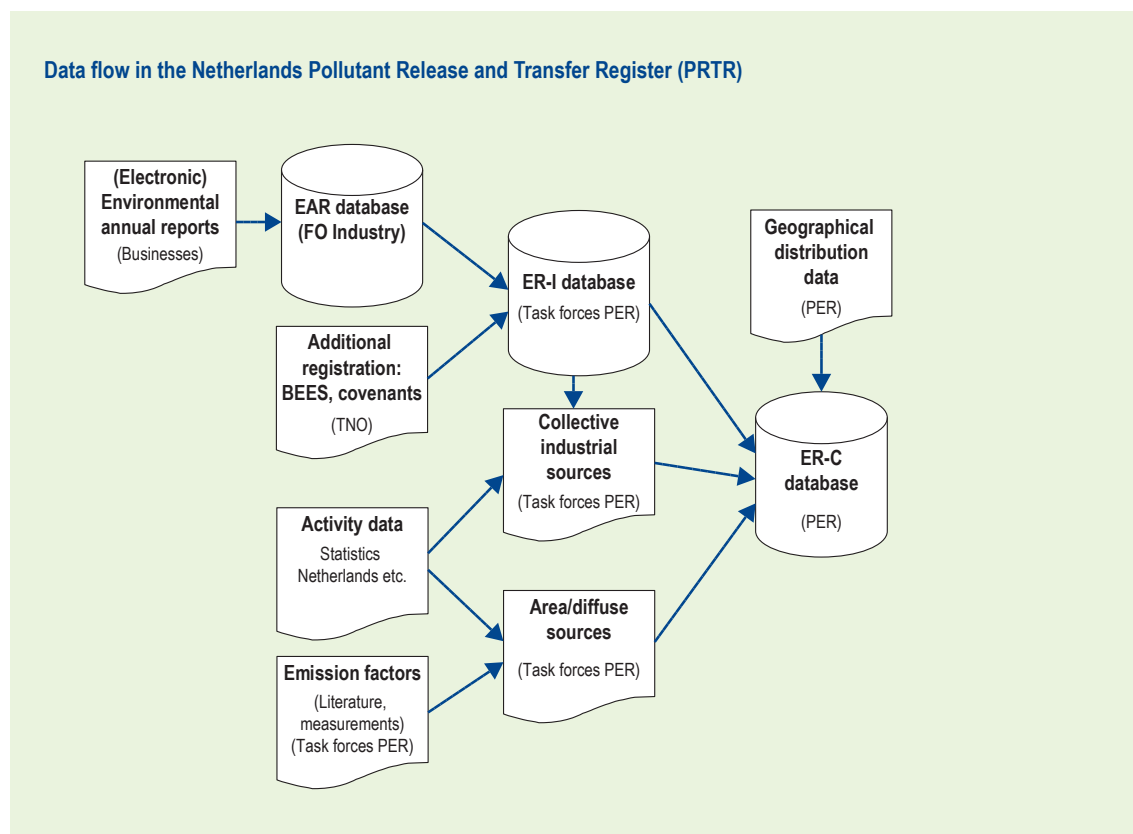 Data flow in the Netherlands Pollutant Release and Transfer Register (PRTR)
(Electronic)
Environmental
annual reports
(Businesses)
EAR database
(FO Industry)
Additional
registration:
BEES, covenants
(TNO)
ER-I database
(Task forces PER)
Geographical
distribution
data
(PER)
Collective
industrial
sources
(Task forces PER)
ER-C
database
(PER)
Activity data
Statistics
Netherlands etc.
Area/diffuse
sources
(Task forces PER)
Emission factors
(Literature,
measurements)
(Task forces PER)